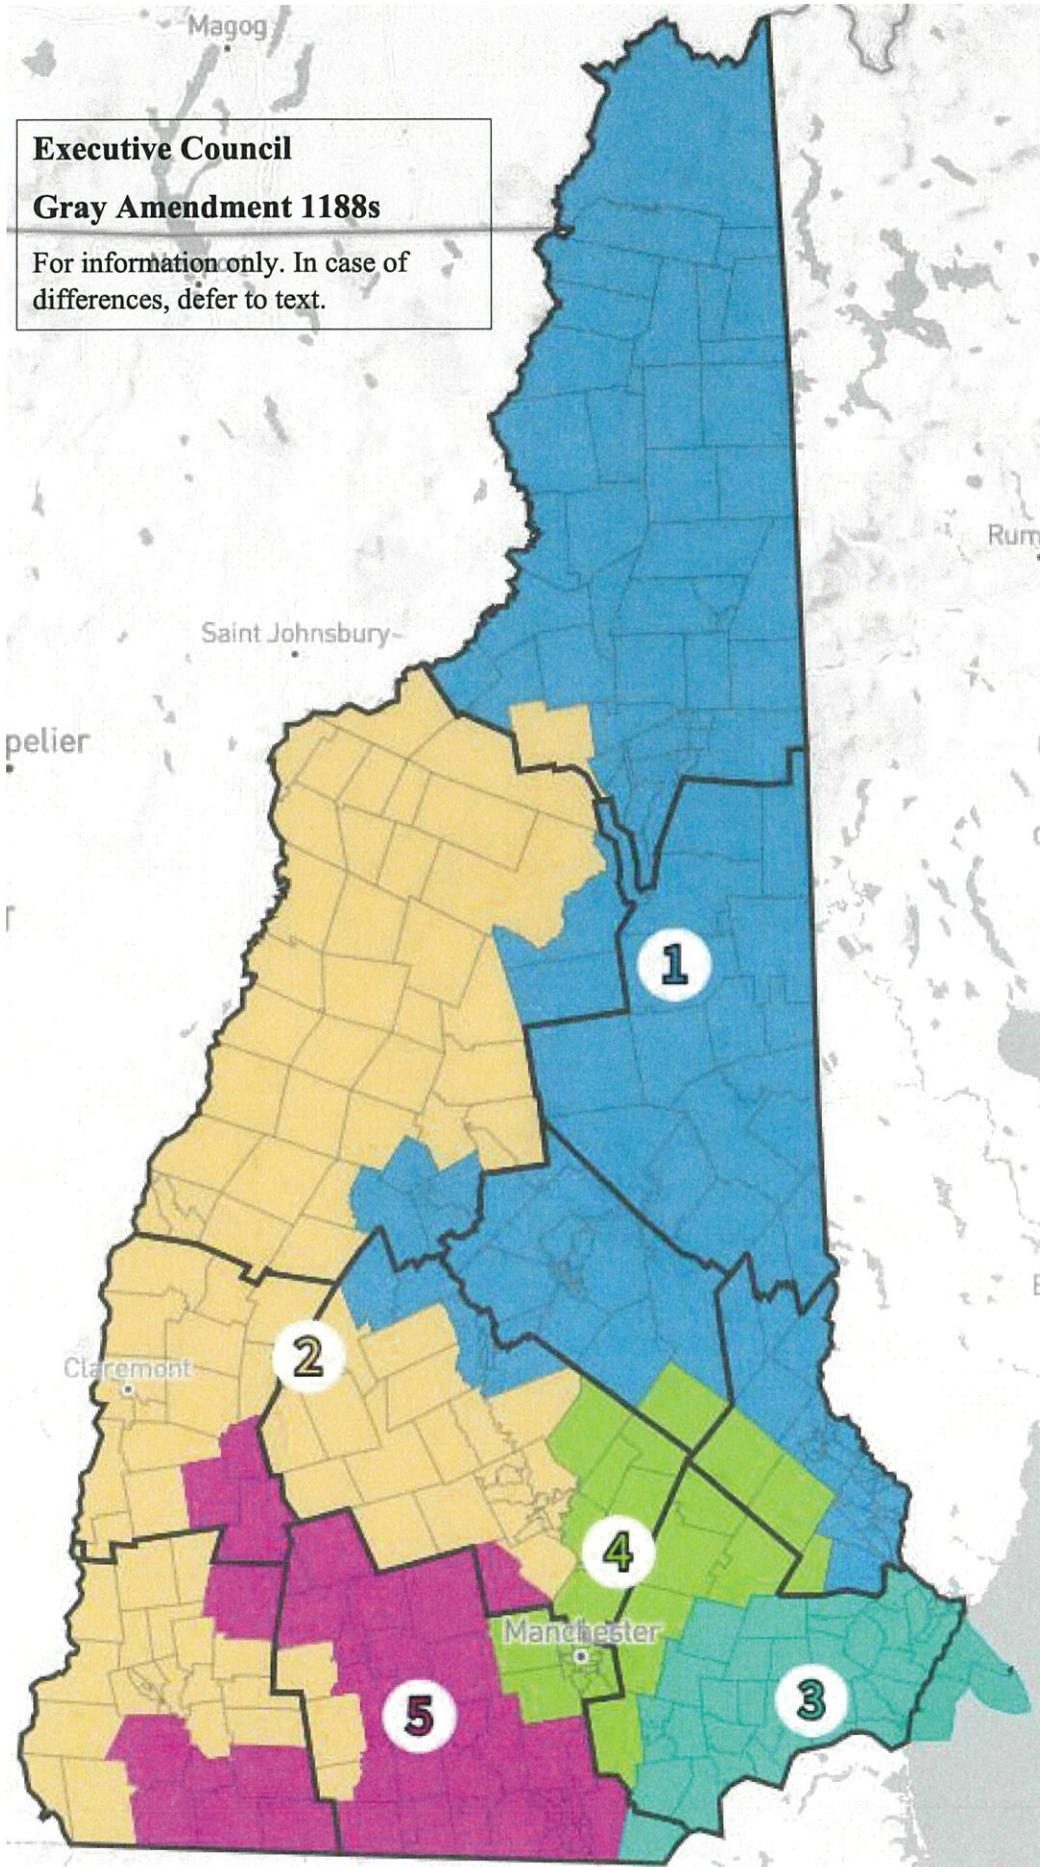 Magog
Executive Council
Gray Amendment 1188s
For information only. In case of
differences, defer to text.
Rum
Saint Johnsbury
pelier
1
2
Claremont
4
Manchester
3
5